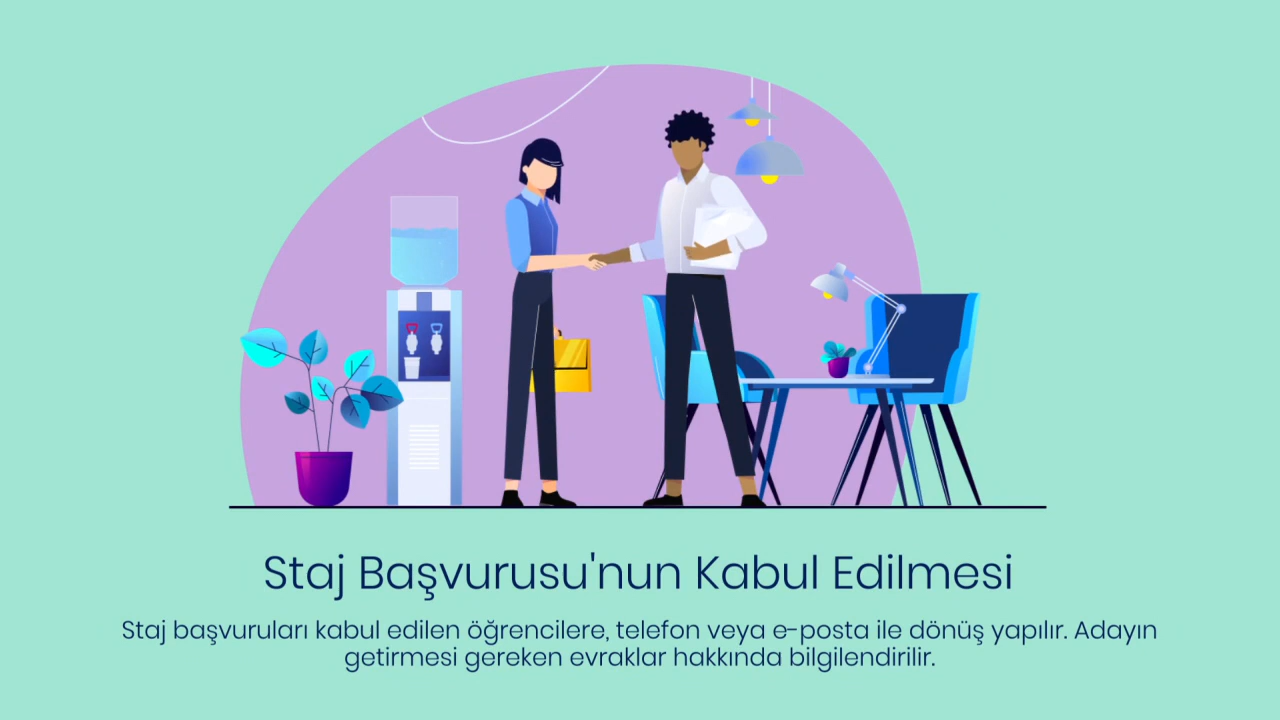 Staj Başvurusu'nun Kabul Edilmesi
Staj başvuruları kabul edilen öğrencilere, telefon veya e-posta ile dönüş yapılır. Adayın
getirmesi gereken evraklar hakkında bilgilendirilir.